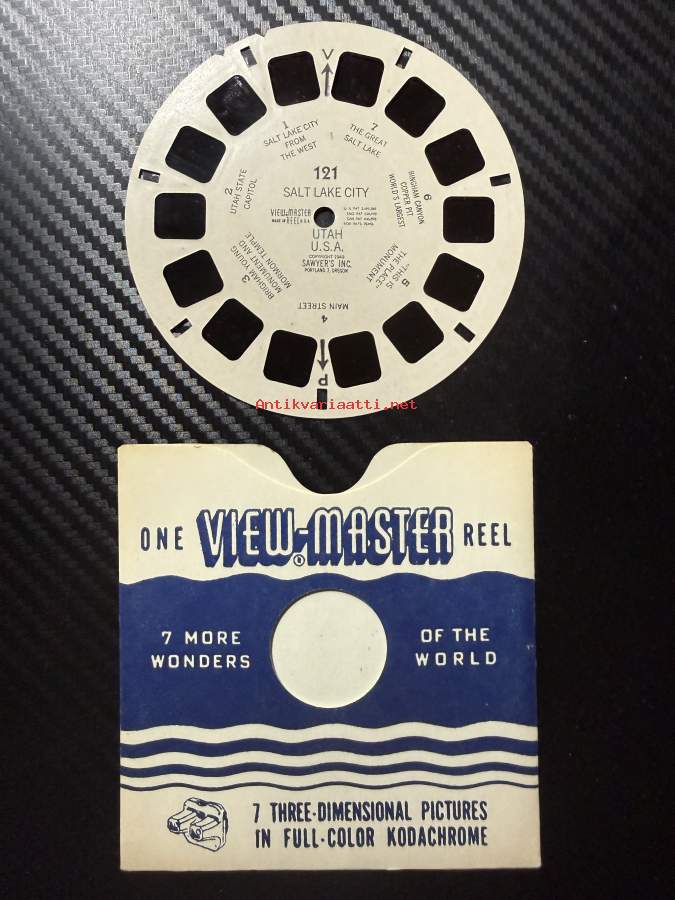 V
1
SALT LAKE CITY
FROM
THE WEST
7
THE GREAT
SALT LAKE
121
SALT LAKE CITY
2
UTAH STATE
CAPITOL
6
BINGHAM CANYON
COPPER PIT
WORLD'S LARGEST
VIEW-MASTER
REEL
UTAH
U.S.A.
SAWYER'S INC.
PORTLAND 7, OREGON
3
BRIGHAM YOUNG
MONUMENT AND
MORMON TEMPLE
5
"THIS IS
THE PLACE"
MONUMENT
4
MAIN STREET
P
Antikvariaatti.net
ONE VIEW-MASTER® REEL
7 MORE
WONDERS
OF THE
WORLD
7 THREE-DIMENSIONAL PICTURES
IN FULL-COLOR KODACHROME